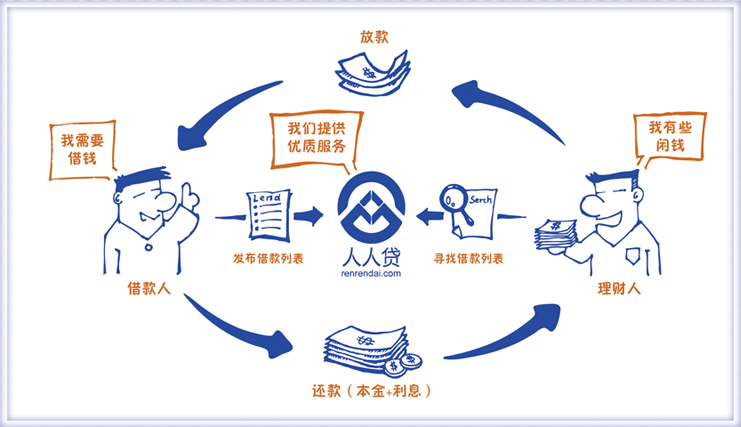 放款
我需要
借钱
我们提供
优质服务
我有些
闲钱
Lend
Serch
发布借款列表
人人贷
renrendai.com
寻找借款列表
借款人
理财人
还款（本金+利息）